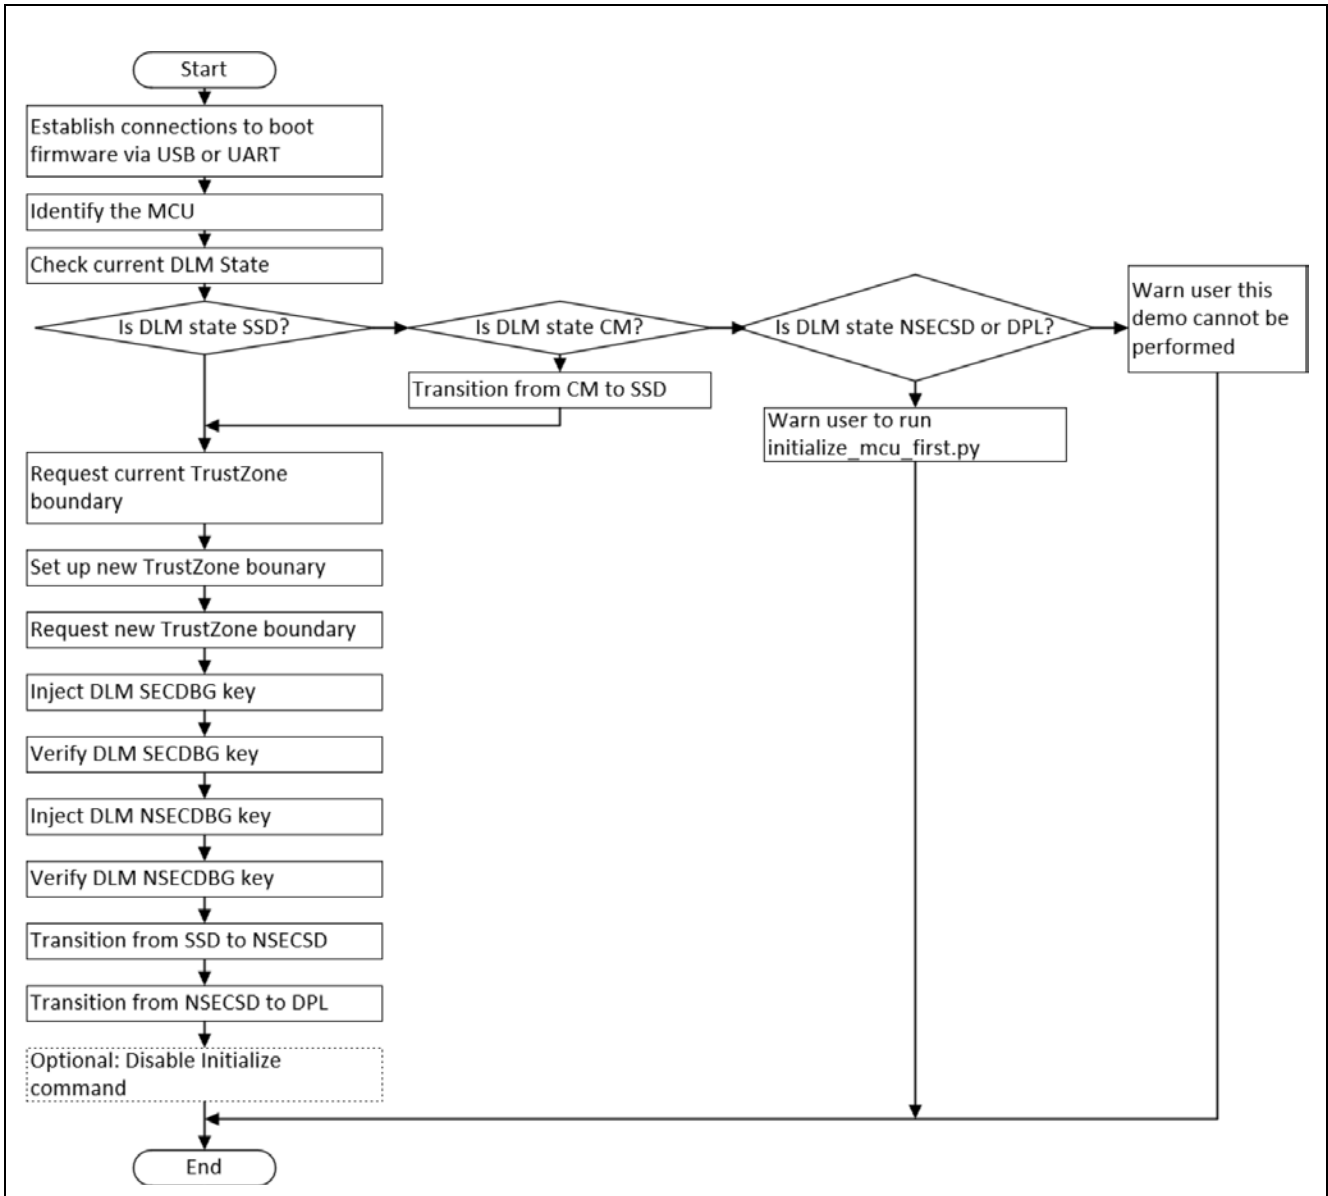 Start
Establish connections to boot
firmware via USB or UART
Identify the MCU
Check current DLM State
Is DLM state SSD?
Is DLM state CM?
Is DLM state NSECSD or DPL?
Warn user this
demo cannot be
performed
Transition from CM to SSD
Warn user to run
initialize_mcu_first.py
Request current TrustZone
boundary
Set up new TrustZone bounary
Request new TrustZone boundary
Inject DLM SECDBG key
Verify DLM SECDBG key
Inject DLM NSECDBG key
Verify DLM NSECDBG key
Transition from SSD to NSECSD
Transition from NSECSD to DPL
Optional: Disable Initialize
command
End